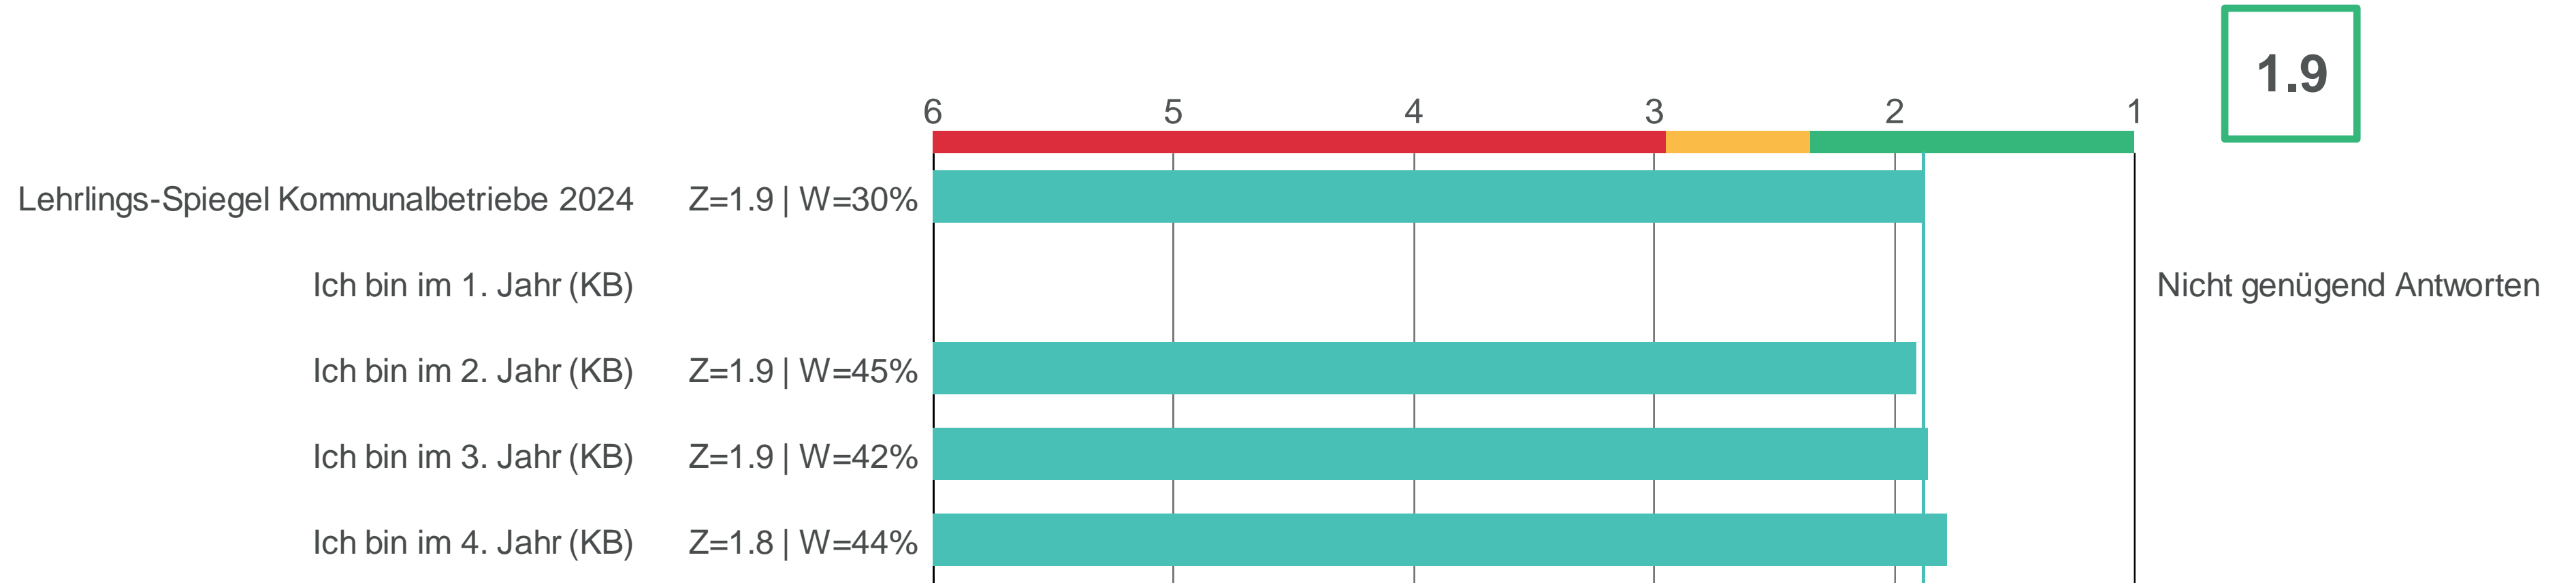 1.9
6 5 4 3 2 1
Lehrlings-Spiegel Kommunalbetriebe 2024 Z=1.9 | W=30%
Ich bin im 1. Jahr (KB) Nicht genügend Antworten
Ich bin im 2. Jahr (KB) Z=1.9 | W=45%
Ich bin im 3. Jahr (KB) Z=1.9 | W=42%
Ich bin im 4. Jahr (KB) Z=1.8 | W=44%